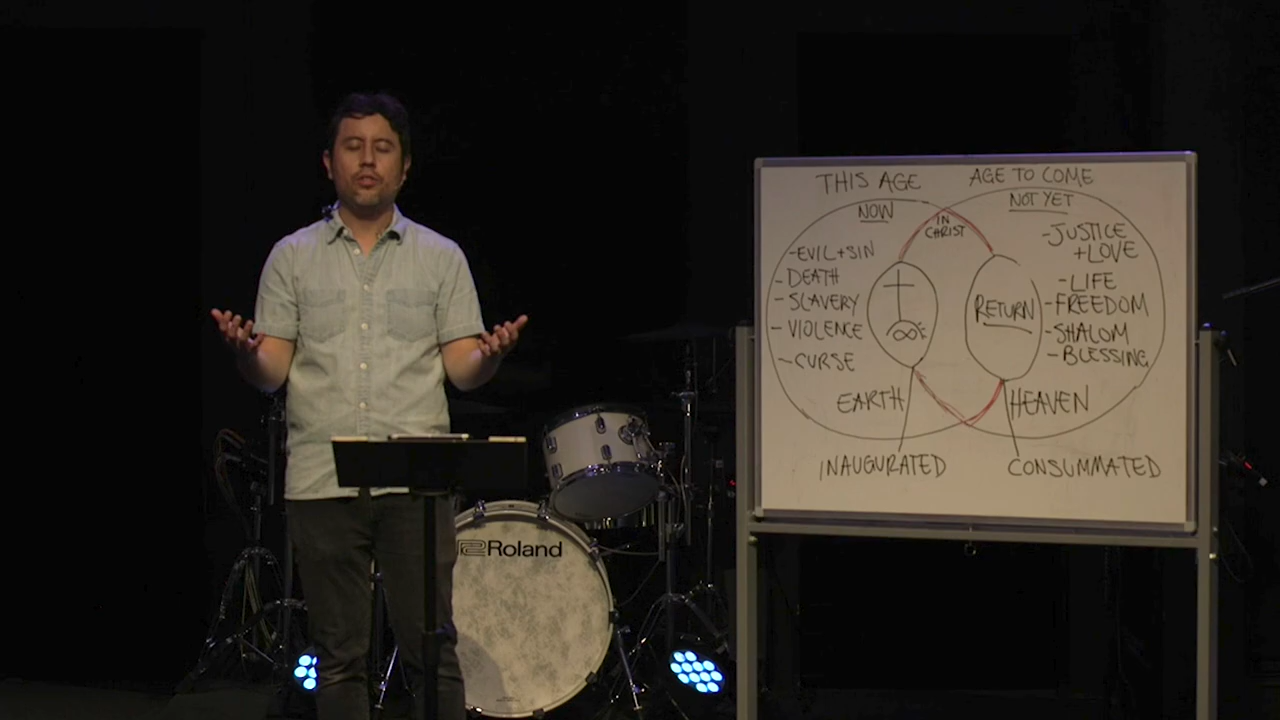 THIS AGE
AGE TO COME
NOW
NOT YET
IN
CHRIST
-EVIL+SIN
-DEATH
-SLAVERY
-VIOLENCE
-CURSE
-JUSTICE
+LOVE
-LIFE
-FREEDOM
-SHALOM
-BLESSING
RETURN
EARTH
HEAVEN
INAUGURATED
CONSUMMATED
Roland